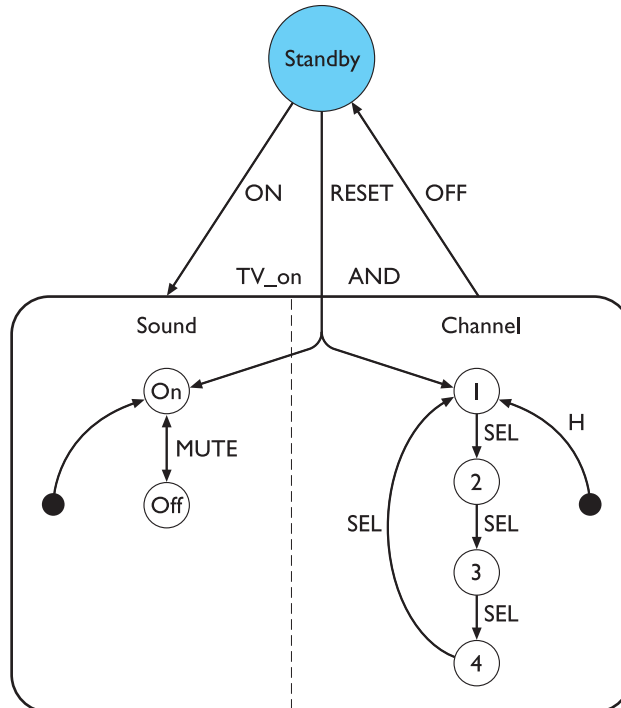 Standby
ON RESET OFF
TV_on AND
Sound Channel
On 1 H
SEL
MUTE
Off 2
SEL SEL
3
SEL
4